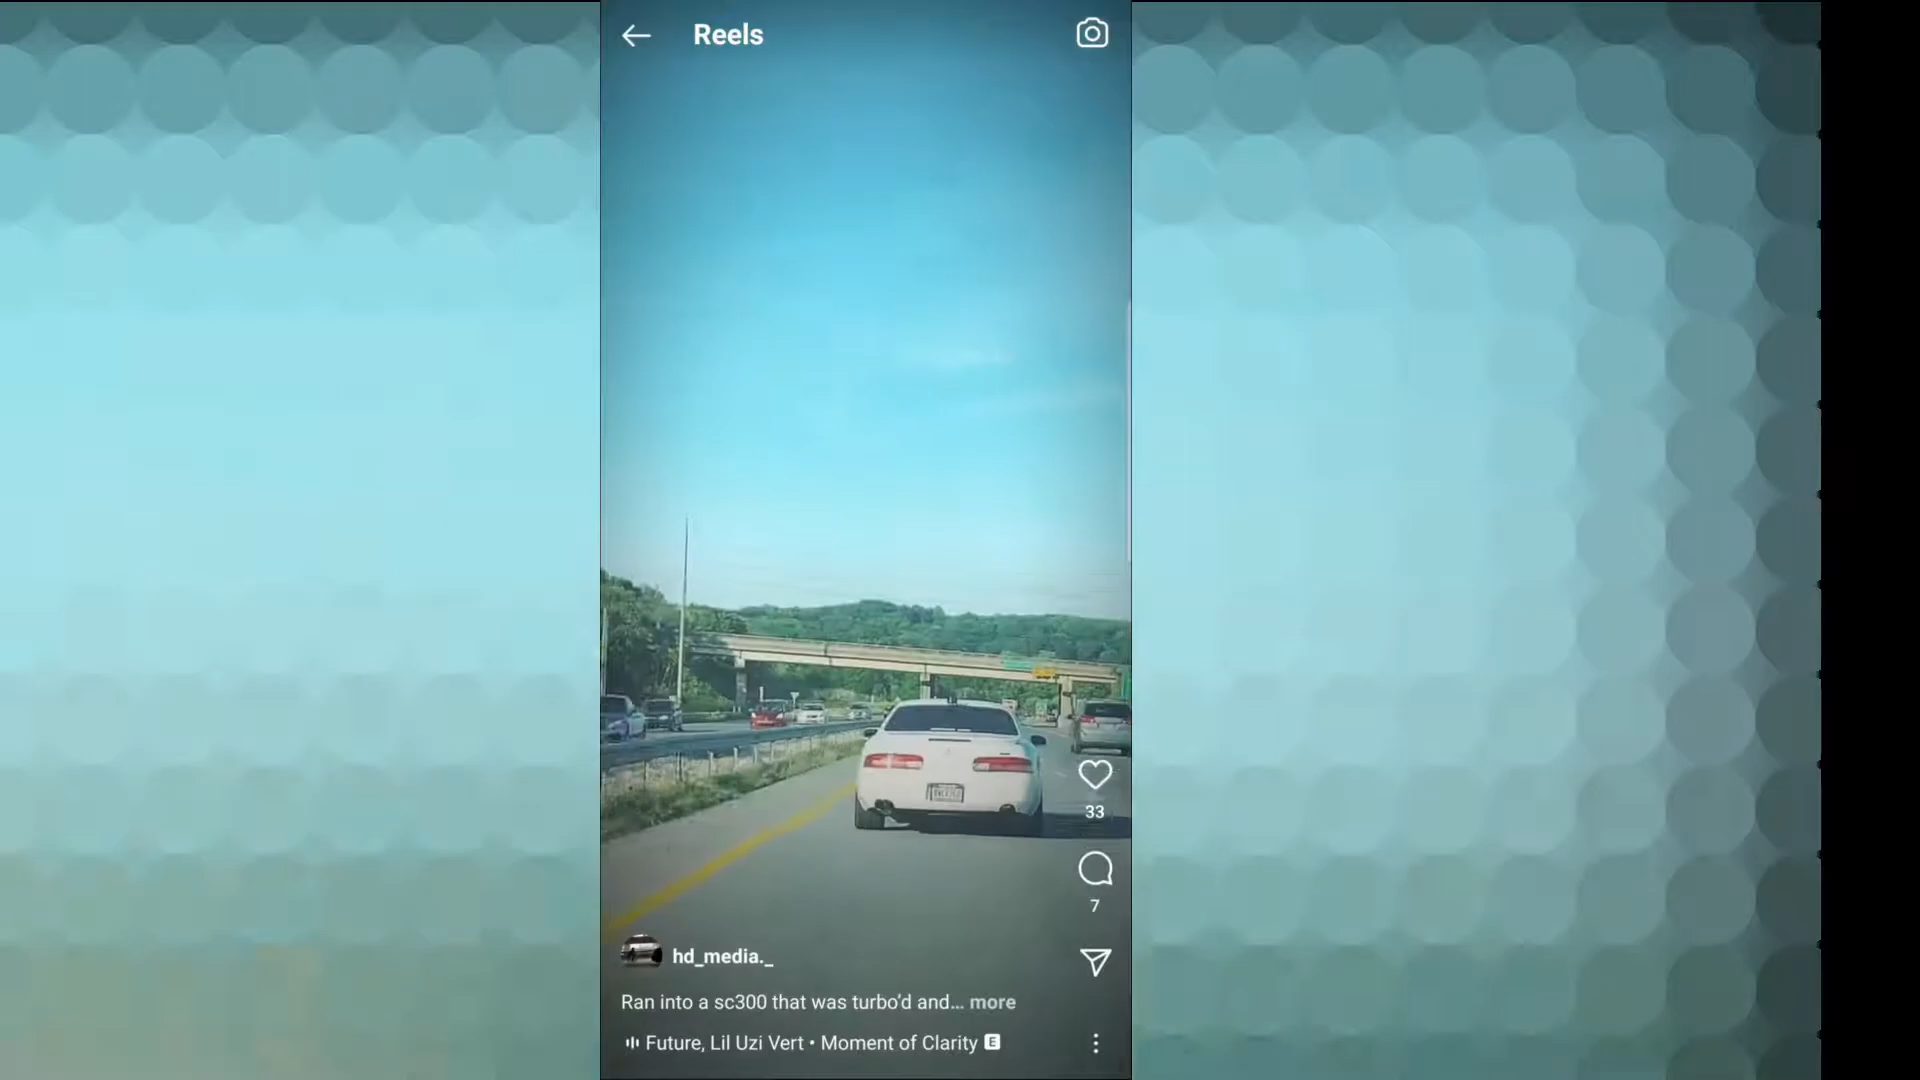 Reels
33
7
hd_media._
Ran into a sc300 that was turbo'd and... more
Future, Lil Uzi Vert • Moment of Clarity E